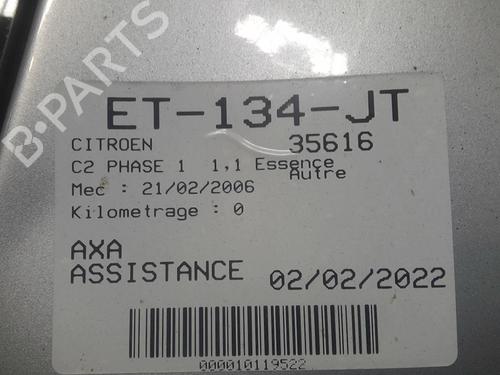 B-PARTS
ET-134-JT
CITROEN 35616
C2 PHASE 1 1,1 Essence
Autre
Mec : 21/02/2006
Kilometrage : 0
AXA
ASSISTANCE 02/02/2022
000010119522